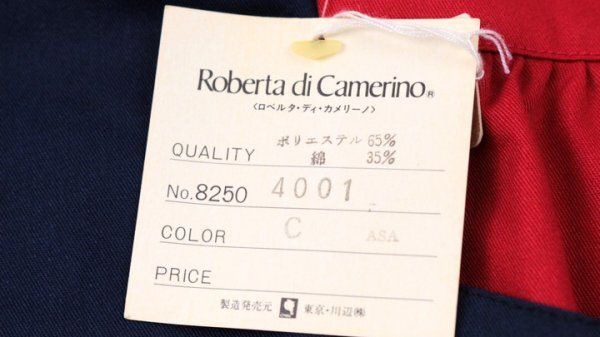 Roberta di Camerino®
〈ロベルタ・ディ・カメリーノ〉
QUALITY ポリエステル 65%
綿 35%
No.8250 4001
COLOR C ASA
PRICE
製造発売元 東京・川辺㈱